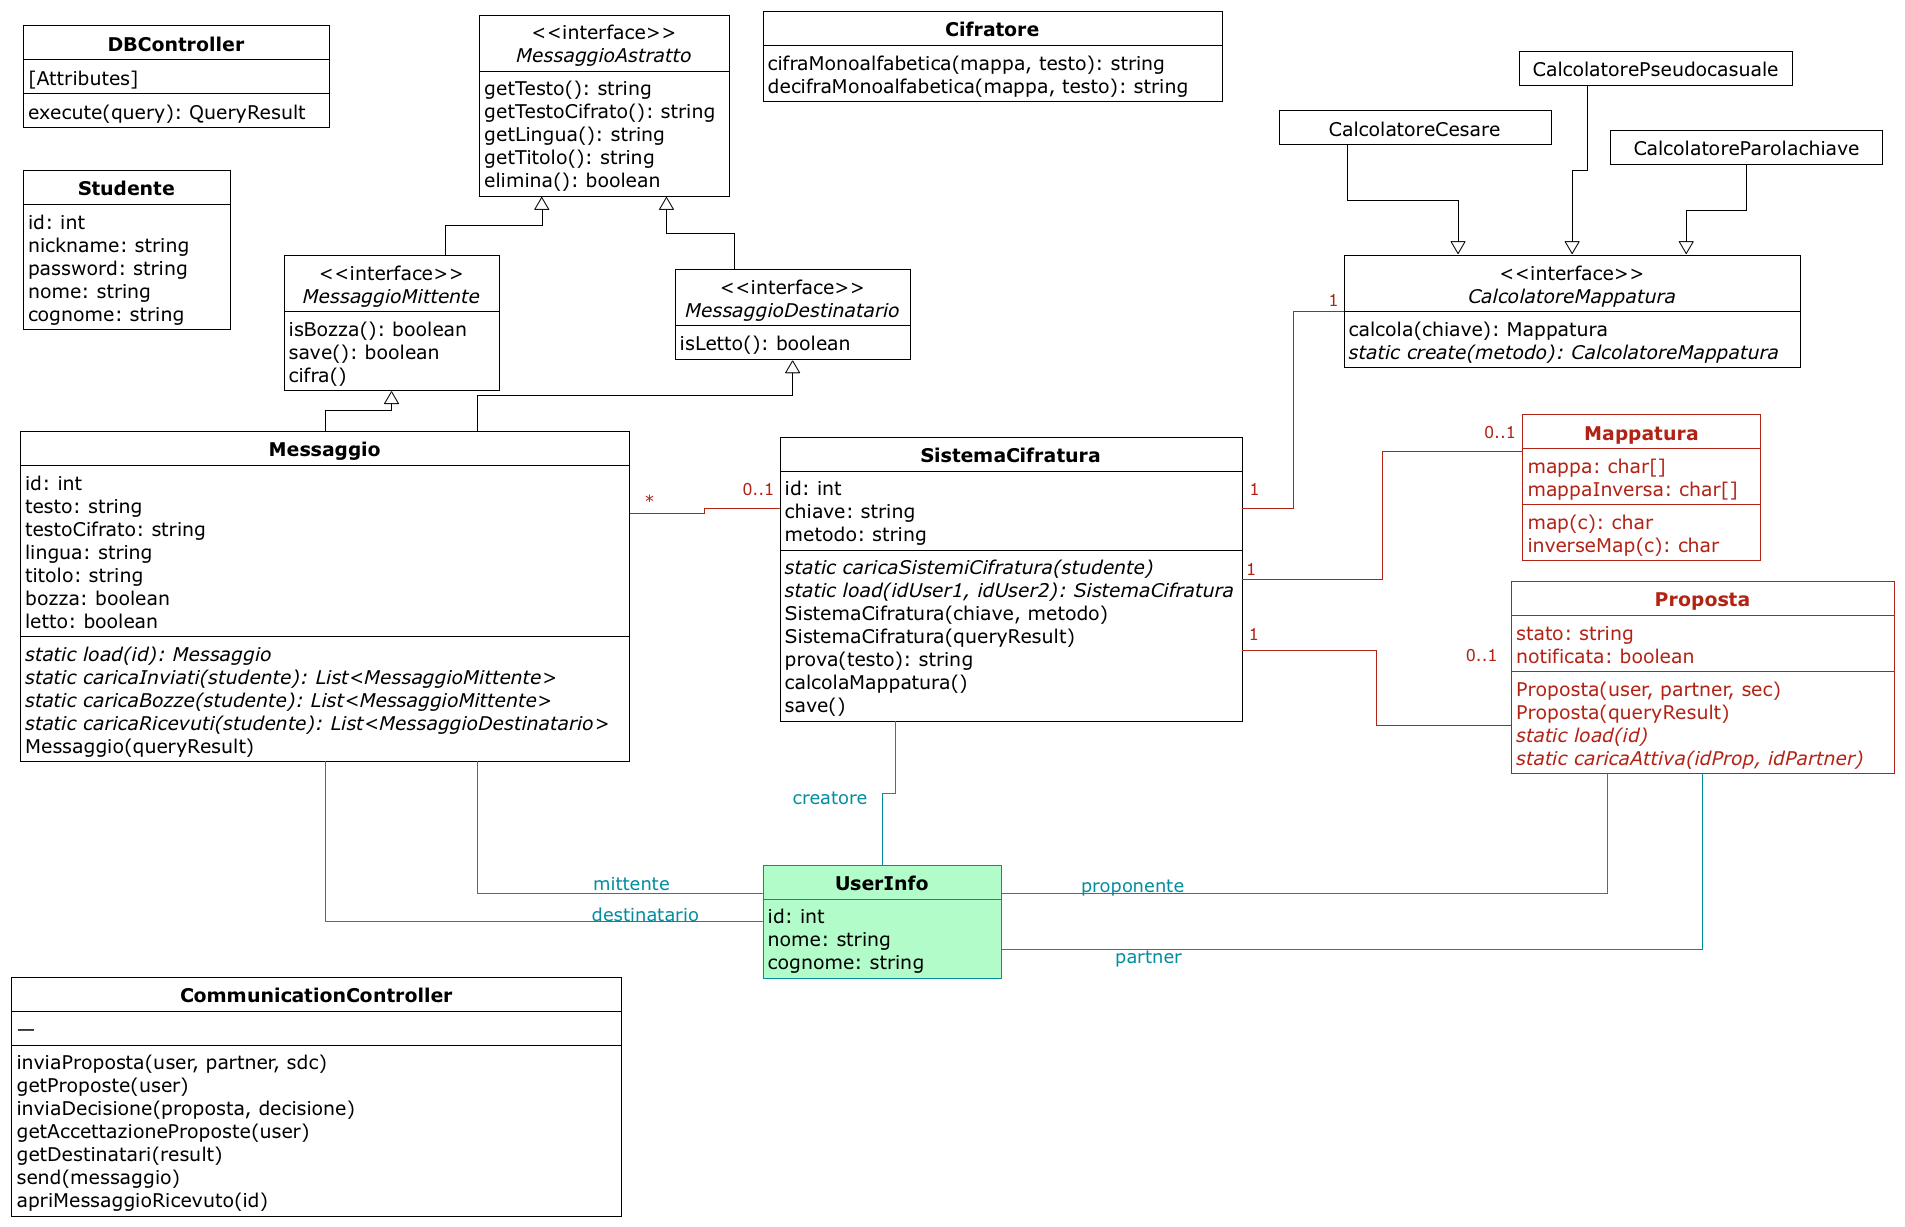 DBController
[Attributes]
execute(query): QueryResult
<<interface>>
MessaggioAstratto
getTesto(): string
getTestoCifrato(): string
getLingua(): string
getTitolo(): string
elimina(): boolean
Cifratore
cifraMonoalfabetica(mappa, testo): string
decifraMonoalfabetica(mappa, testo): string
CalcolatorePseudocasuale
CalcolatoreCesare
CalcolatoreParolachiave
Studente
id: int
nickname: string
password: string
nome: string
cognome: string
<<interface>>
MessaggioMittente
isBozza(): boolean
save(): boolean
cifra()
<<interface>>
MessaggioDestinatario
isLetto(): boolean
<<interface>>
CalcolatoreMappatura
calcola(chiave): Mappatura
static create(metodo): CalcolatoreMappatura
1
Messaggio
id: int
testo: string
testoCifrato: string
lingua: string
titolo: string
bozza: boolean
letto: boolean
static load(id): Messaggio
static caricaInviati(studente): List<MessaggioMittente>
static caricaBozze(studente): List<MessaggioMittente>
static caricaRicevuti(studente): List<MessaggioDestinatario>
Messaggio(queryResult)
*
0..1
SistemaCifratura
id: int
chiave: string
metodo: string
static caricaSistemiCifratura(studente)
static load(idUser1, idUser2): SistemaCifratura
SistemaCifratura(chiave, metodo)
SistemaCifratura(queryResult)
prova(testo): string
calcolaMappatura()
save()
1
1
1
0..1
Mappatura
mappa: char[]
mappaInversa: char[]
map(c): char
inverseMap(c): char
0..1
Proposta
stato: string
notificata: boolean
Proposta(user, partner, sec)
Proposta(queryResult)
static load(id)
static caricaAttiva(idProp, idPartner)
creatore
mittente
destinatario
UserInfo
id: int
nome: string
cognome: string
proponente
partner
CommunicationController
—
inviaProposta(user, partner, sdc)
getProposte(user)
inviaDecisione(proposta, decisione)
getAccettazioneProposte(user)
getDestinatari(result)
send(messaggio)
apriMessaggioRicevuto(id)